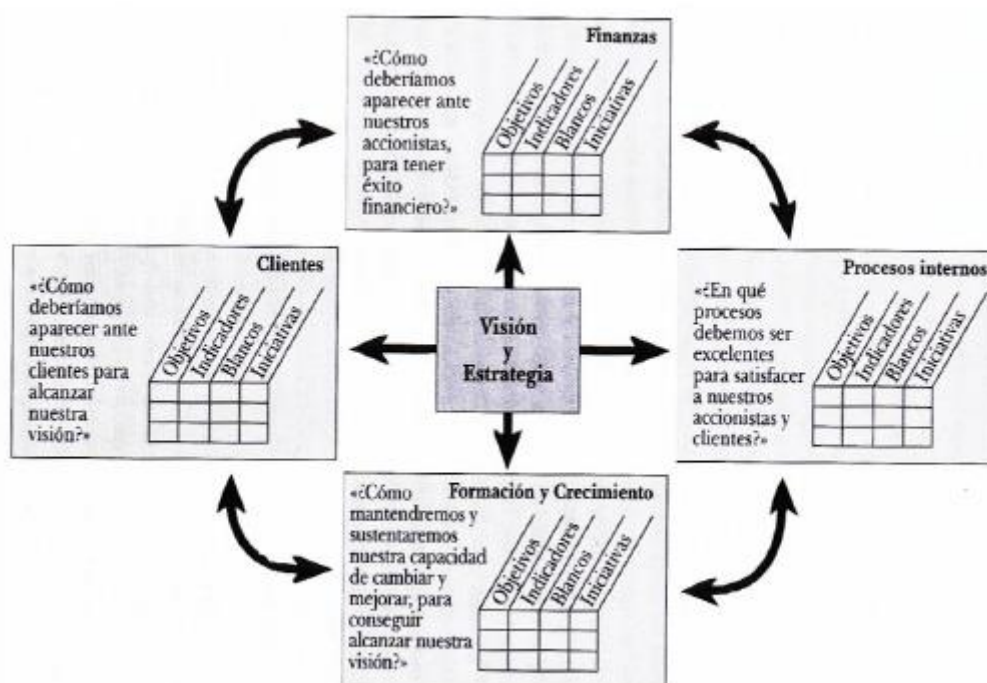 Finanzas
«¿Cómo
deberíamos
aparecer ante
nuestros
accionistas,
para tener
éxito
financiero?»
Objetivos
Indicadores
Blancos
Iniciativas
Clientes
«¿Cómo
deberíamos
aparecer ante
nuestros
clientes para
alcanzar
nuestra
visión?»
Objetivos
Indicadores
Blancos
Iniciativas
Visión
y
Estrategia
Procesos internos
«¿En qué
procesos
debemos ser
excelentes
para satisfacer
a nuestros
accionistas y
clientes?»
Objetivos
Indicadores
Blancos
Iniciativas
Formación y Crecimiento
«¿Cómo
mantendremos y
sustentaremos
nuestra capacidad
de cambiar y
mejorar, para
conseguir
alcanzar nuestra
visión?»
Objetivos
Indicadores
Blancos
Iniciativas